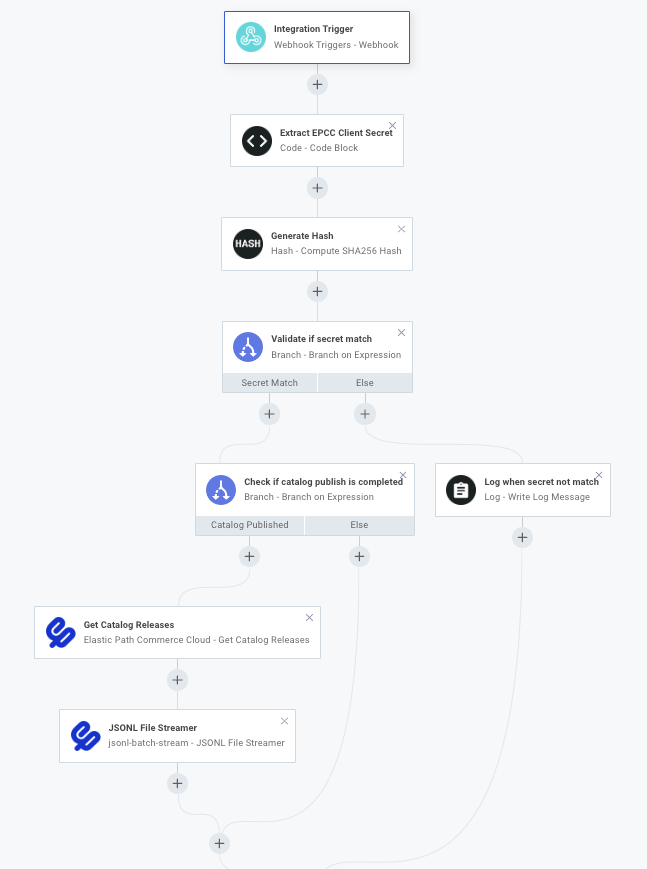 Integration Trigger
Webhook Triggers - Webhook
Extract EPCC Client Secret
Code - Code Block
HASH
Generate Hash
Hash - Compute SHA256 Hash
Validate if secret match
Branch - Branch on Expression
Secret Match
Else
Check if catalog publish is completed
Branch - Branch on Expression
Catalog Published
Else
Log when secret not match
Log - Write Log Message
Get Catalog Releases
Elastic Path Commerce Cloud - Get Catalog Releases
JSONL File Streamer
jsonl-batch-stream - JSONL File Streamer